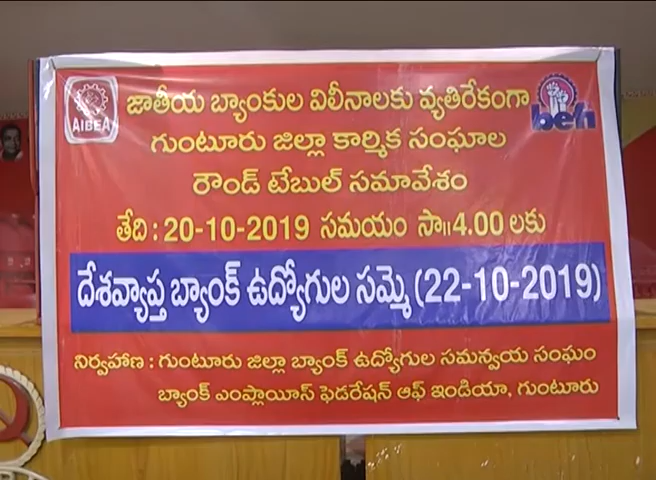 AIBEA
జాతీయ బ్యాంకుల విలీనాలకు వ్యతిరేకంగా
befi
గుంటూరు జిల్లా కార్మిక సంఘాల
రౌండ్ టేబుల్ సమావేశం
తేది : 20-10-2019 సమయం సా॥4.00 లకు
దేశవ్యాప్త బ్యాంక్ ఉద్యోగుల సమ్మె (22-10-2019)
నిర్వహణ : గుంటూరు జిల్లా బ్యాంక్ ఉద్యోగుల సమన్వయ సంఘం
బ్యాంక్ ఎంప్లాయీస్ ఫెడరేషన్ ఆఫ్ ఇండియా, గుంటూరు